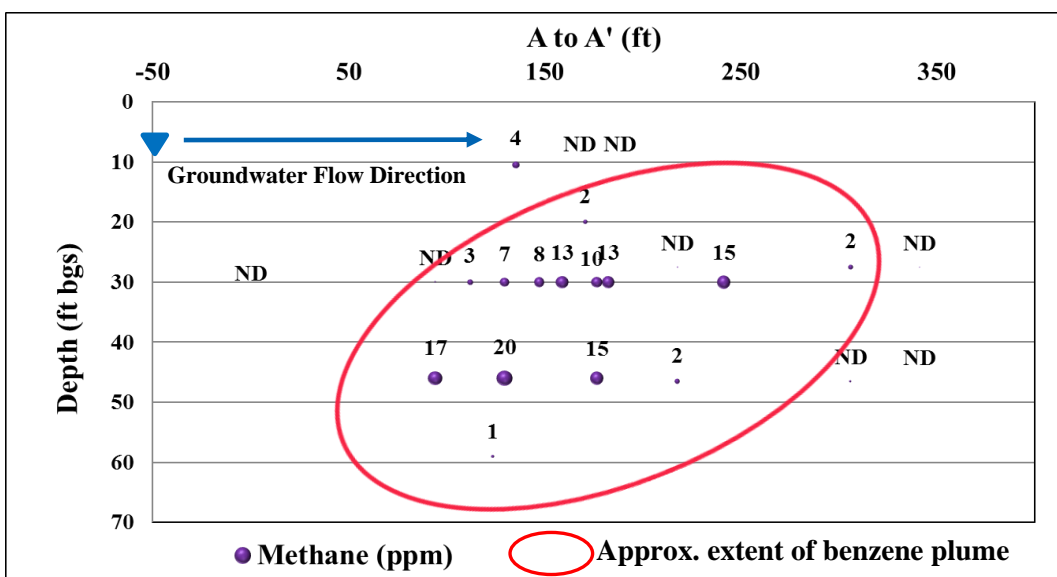 A to A' (ft)
-50 50 150 250 350
0
4 ND ND
10
Groundwater Flow Direction
2
20
ND ND 3 7 8 13 10 13 ND 15 2 ND
30
40
17 20 15 2 ND ND
50
1
60
70
Depth (ft bgs)
Methane (ppm) Approx. extent of benzene plume